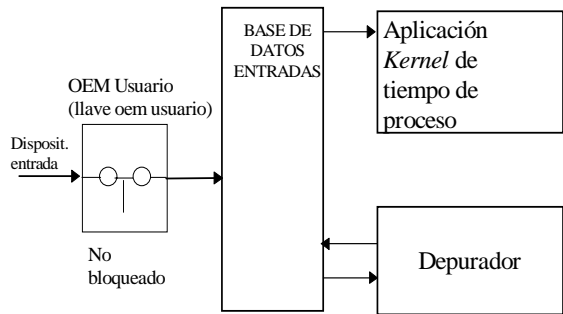 BASE DE
DATOS
ENTRADAS
Aplicación
Kernel de
tiempo de
proceso
OEM Usuario
(llave oem usuario)
Disposit.
entrada
No
bloqueado
Depurador